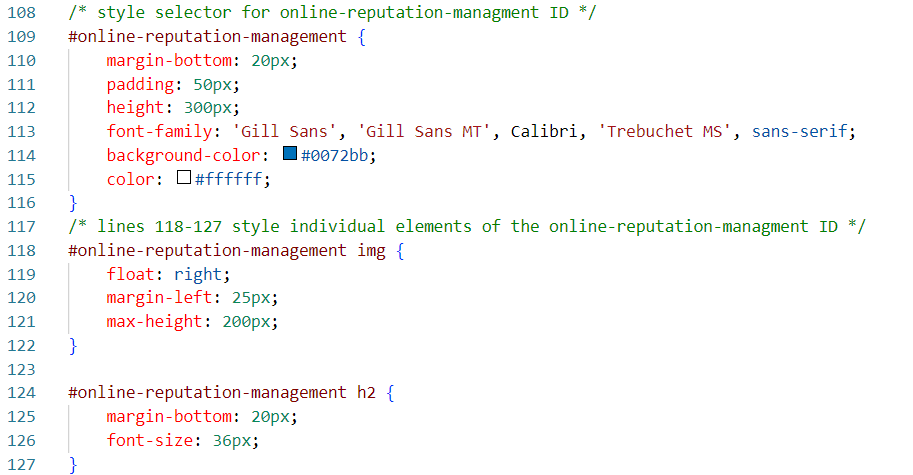 108 /* style selector for online-reputation-managment ID */
109 #online-reputation-management {
110 margin-bottom: 20px;
111 padding: 50px;
112 height: 300px;
113 font-family: 'Gill Sans', 'Gill Sans MT', Calibri, 'Trebuchet MS', sans-serif;
114 background-color: #0072bb;
115 color: #ffffff;
116 }
117 /* lines 118-127 style individual elements of the online-reputation-managment ID */
118 #online-reputation-management img {
119 float: right;
120 margin-left: 25px;
121 max-height: 200px;
122 }
123
124 #online-reputation-management h2 {
125 margin-bottom: 20px;
126 font-size: 36px;
127 }